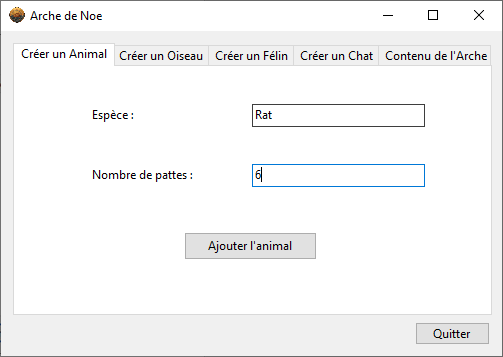 Arche de Noe
Créer un Animal Créer un Oiseau Créer un Félin Créer un Chat Contenu de l'Arche
Espèce : Rat
Nombre de pattes : 6
Ajouter l'animal
Quitter